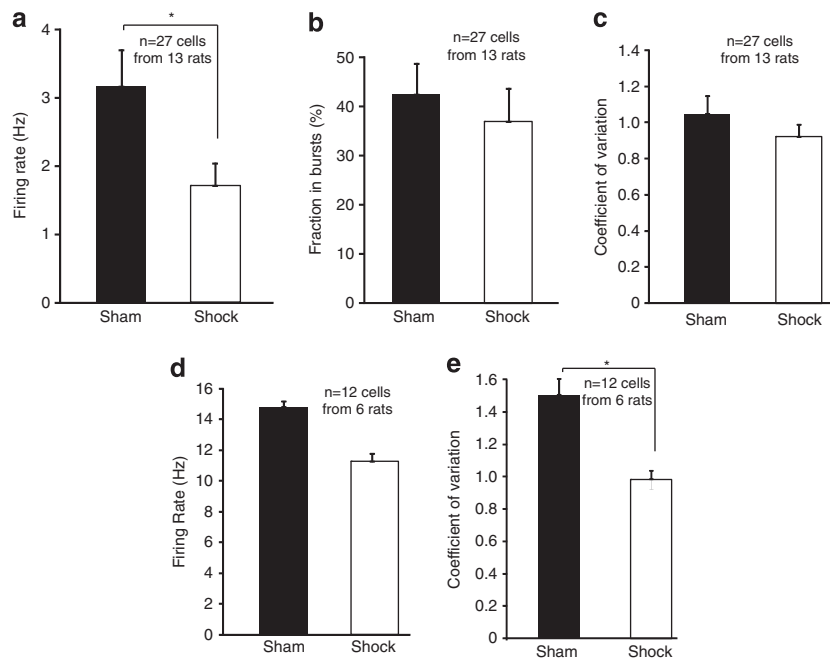 a
*
n=27 cells
from 13 rats
Firing rate (Hz)
4
3
2
1
0
Sham
Shock
b
n=27 cells
from 13 rats
Fraction in bursts (%)
50
40
30
20
10
0
Sham
Shock
c
n=27 cells
from 13 rats
Coefficient of variation
1.4
1.2
1.0
0.8
0.6
0.4
0.2
0
Sham
Shock
d
n=12 cells
from 6 rats
Firing Rate (Hz)
16
14
12
10
8
6
4
2
0
Sham
Shock
e
*
n=12 cells
from 6 rats
Coefficient of variation
1.6
1.4
1.2
1.0
0.8
0.6
0.4
0.2
0
Sham
Shock